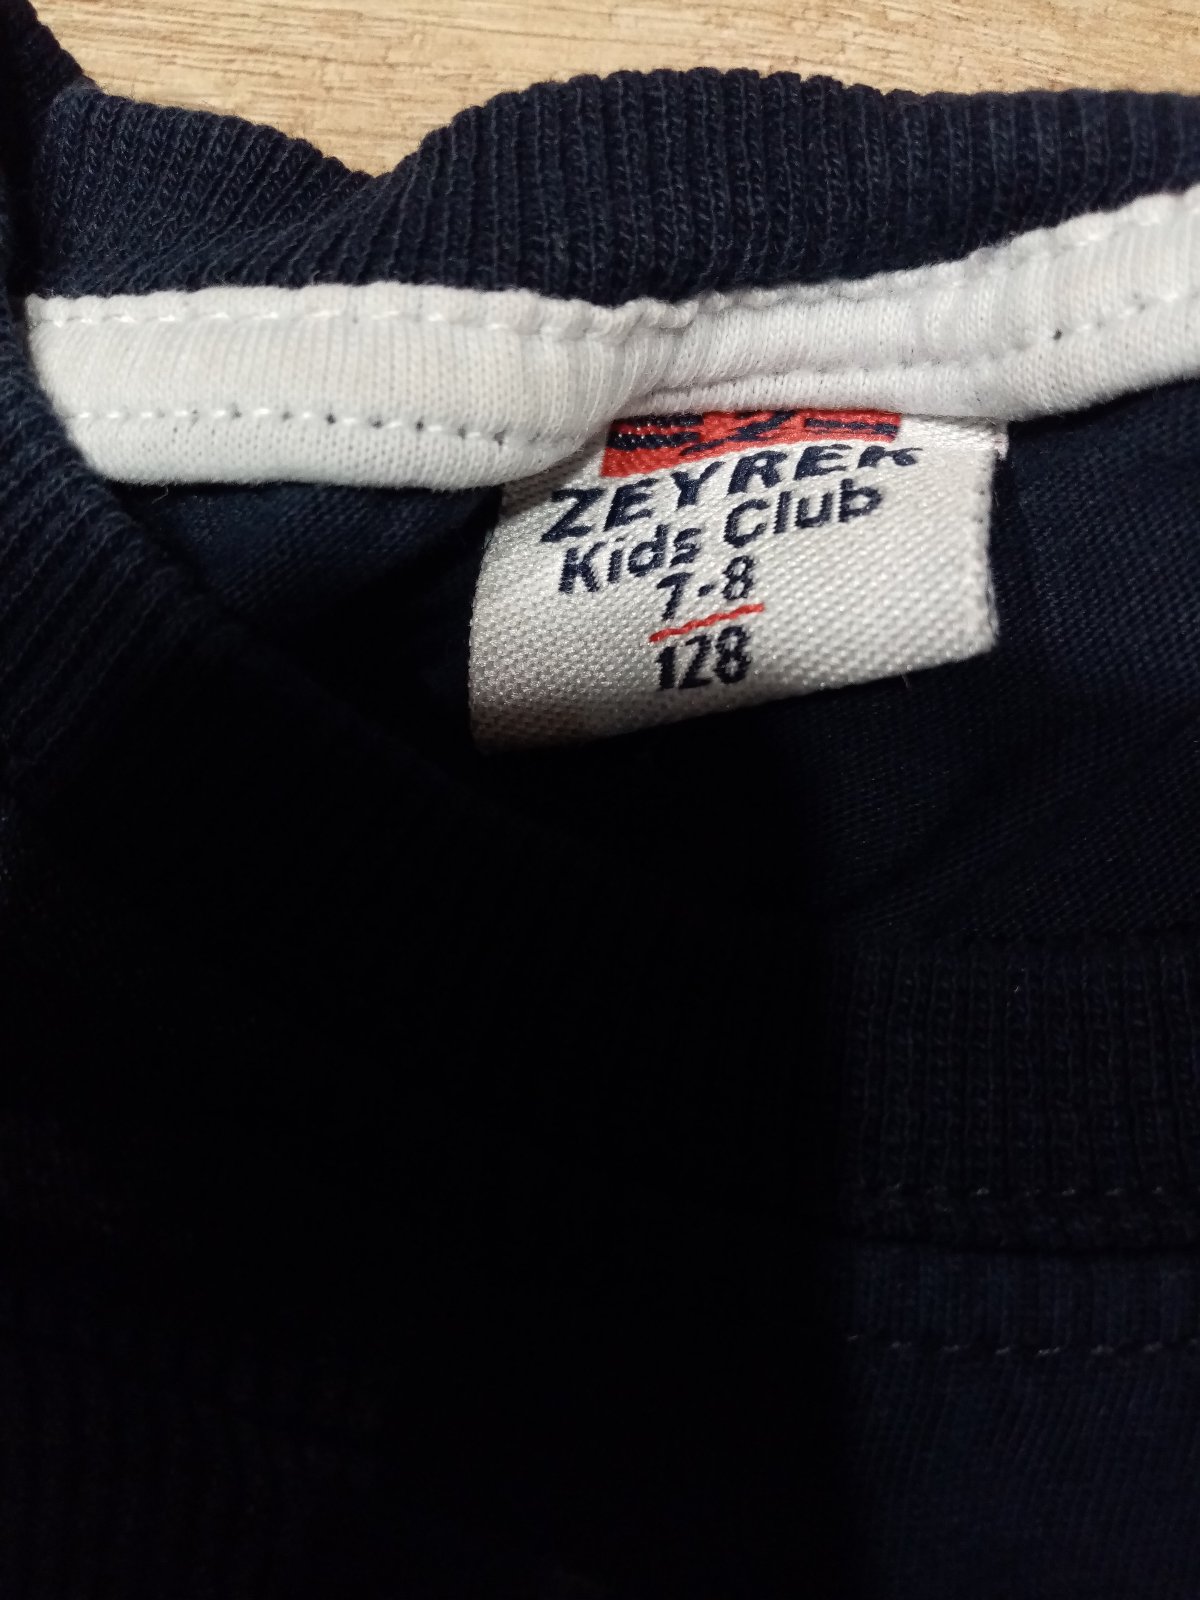 ZEYREK
Kids Club
7-8
128